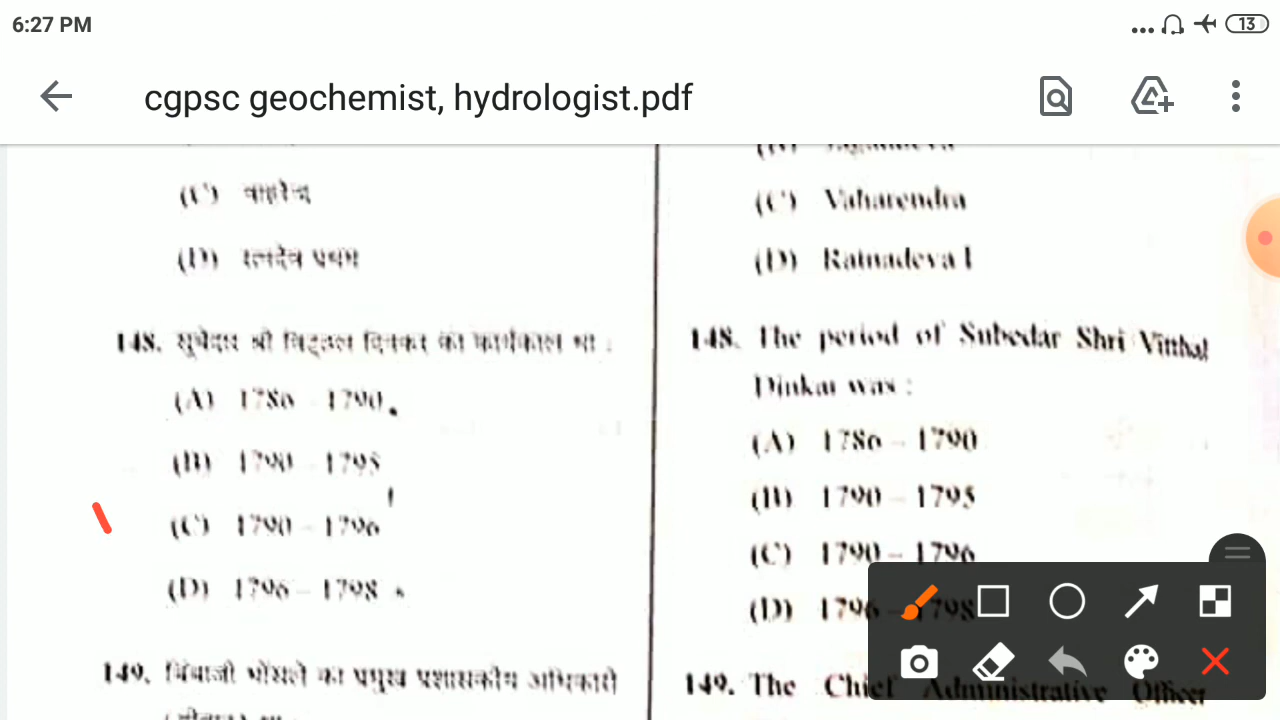 6:27 PM
13
cgpsc geochemist, hydrologist.pdf
(C) वाहरेन्द्र
(D) रत्नदेव प्रथम
148. सूबेदार श्री विट्ठल दिनकर का कार्यकाल था :
(A) 1786 – 1790
(B) 1790 – 1795
(C) 1790 – 1796
(D) 1796 – 1798
149. बिंबाजी भोंसले का प्रमुख प्रशासकीय अधिकारी
(C) Vaharendra
(D) Ratnadeva I
148. The period of Subedar Shri Vitthal
Dinkar was :
(A) 1786 – 1790
(B) 1790 – 1795
(C) 1790 – 1796
(D) 1796 – 1798
149. The Chief Administrative Officer